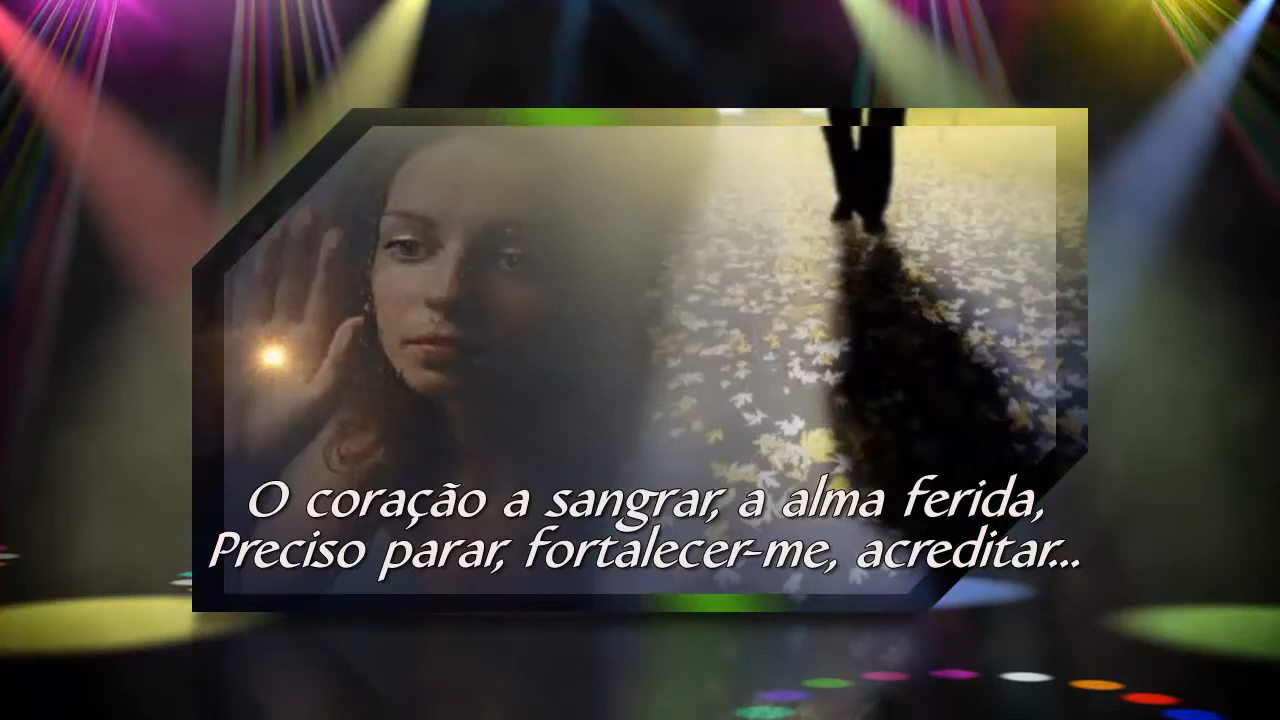 O coração a sangrar, a alma ferida,
Preciso parar, fortalecer-me, acreditar...